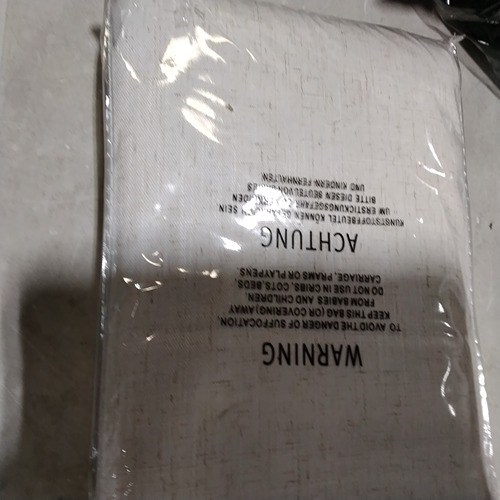 WARNING
TO AVOID THE DANGER OF SUFFOCATION,
KEEP THIS BAG (OR COVERING) AWAY
FROM BABIES AND CHILDREN.
DO NOT USE IN CRIBS, COTS, BEDS,
CARRIAGE, PRAMS OR PLAYPENS.
ACHTUNG
KUNSTSTOFFBEUTEL KÖNNEN SEIN
UM ERSTICKUNGSGEFAHR
BITTE DIESEN BEUTEL VON
UND KINDERN FERNHALTEN.